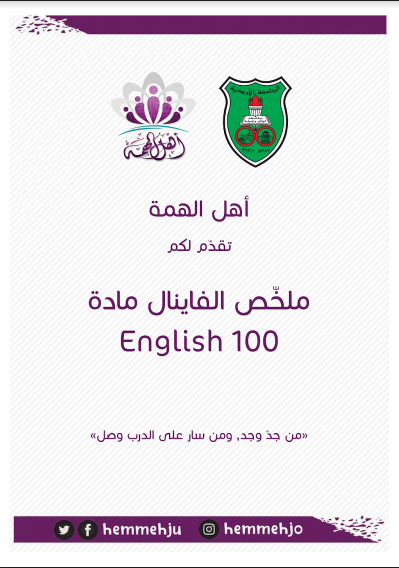 الجامعة الأردنية
أهل الهمة
أهل الهمة
تقدّم لكم
ملخّص الفاينال مادة
English 100
«من جدّ وجد, ومن سار على الدرب وصل»
hemmehju hemmehjo